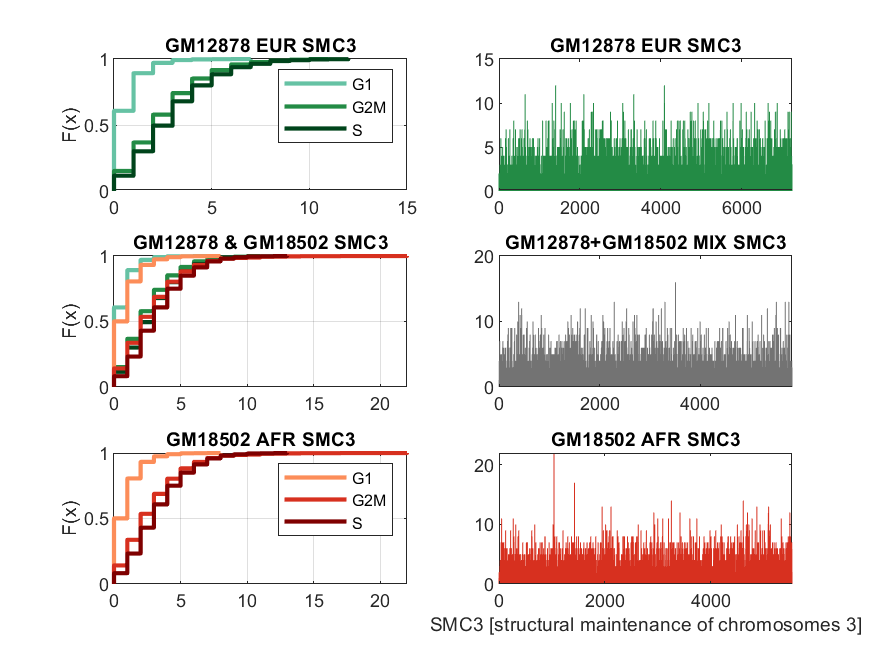 GM12878 EUR SMC3
1
0.5
0
F(x)
0 5 10 15
G1
G2M
S
GM12878 EUR SMC3
15
10
5
0
0 2000 4000 6000
GM12878 & GM18502 SMC3
1
0.5
0
F(x)
0 5 10 15 20
GM12878+GM18502 MIX SMC3
20
10
0
0 2000 4000
GM18502 AFR SMC3
1
0.5
0
F(x)
0 5 10 15 20
G1
G2M
S
GM18502 AFR SMC3
20
10
0
0 2000 4000
SMC3 [structural maintenance of chromosomes 3]